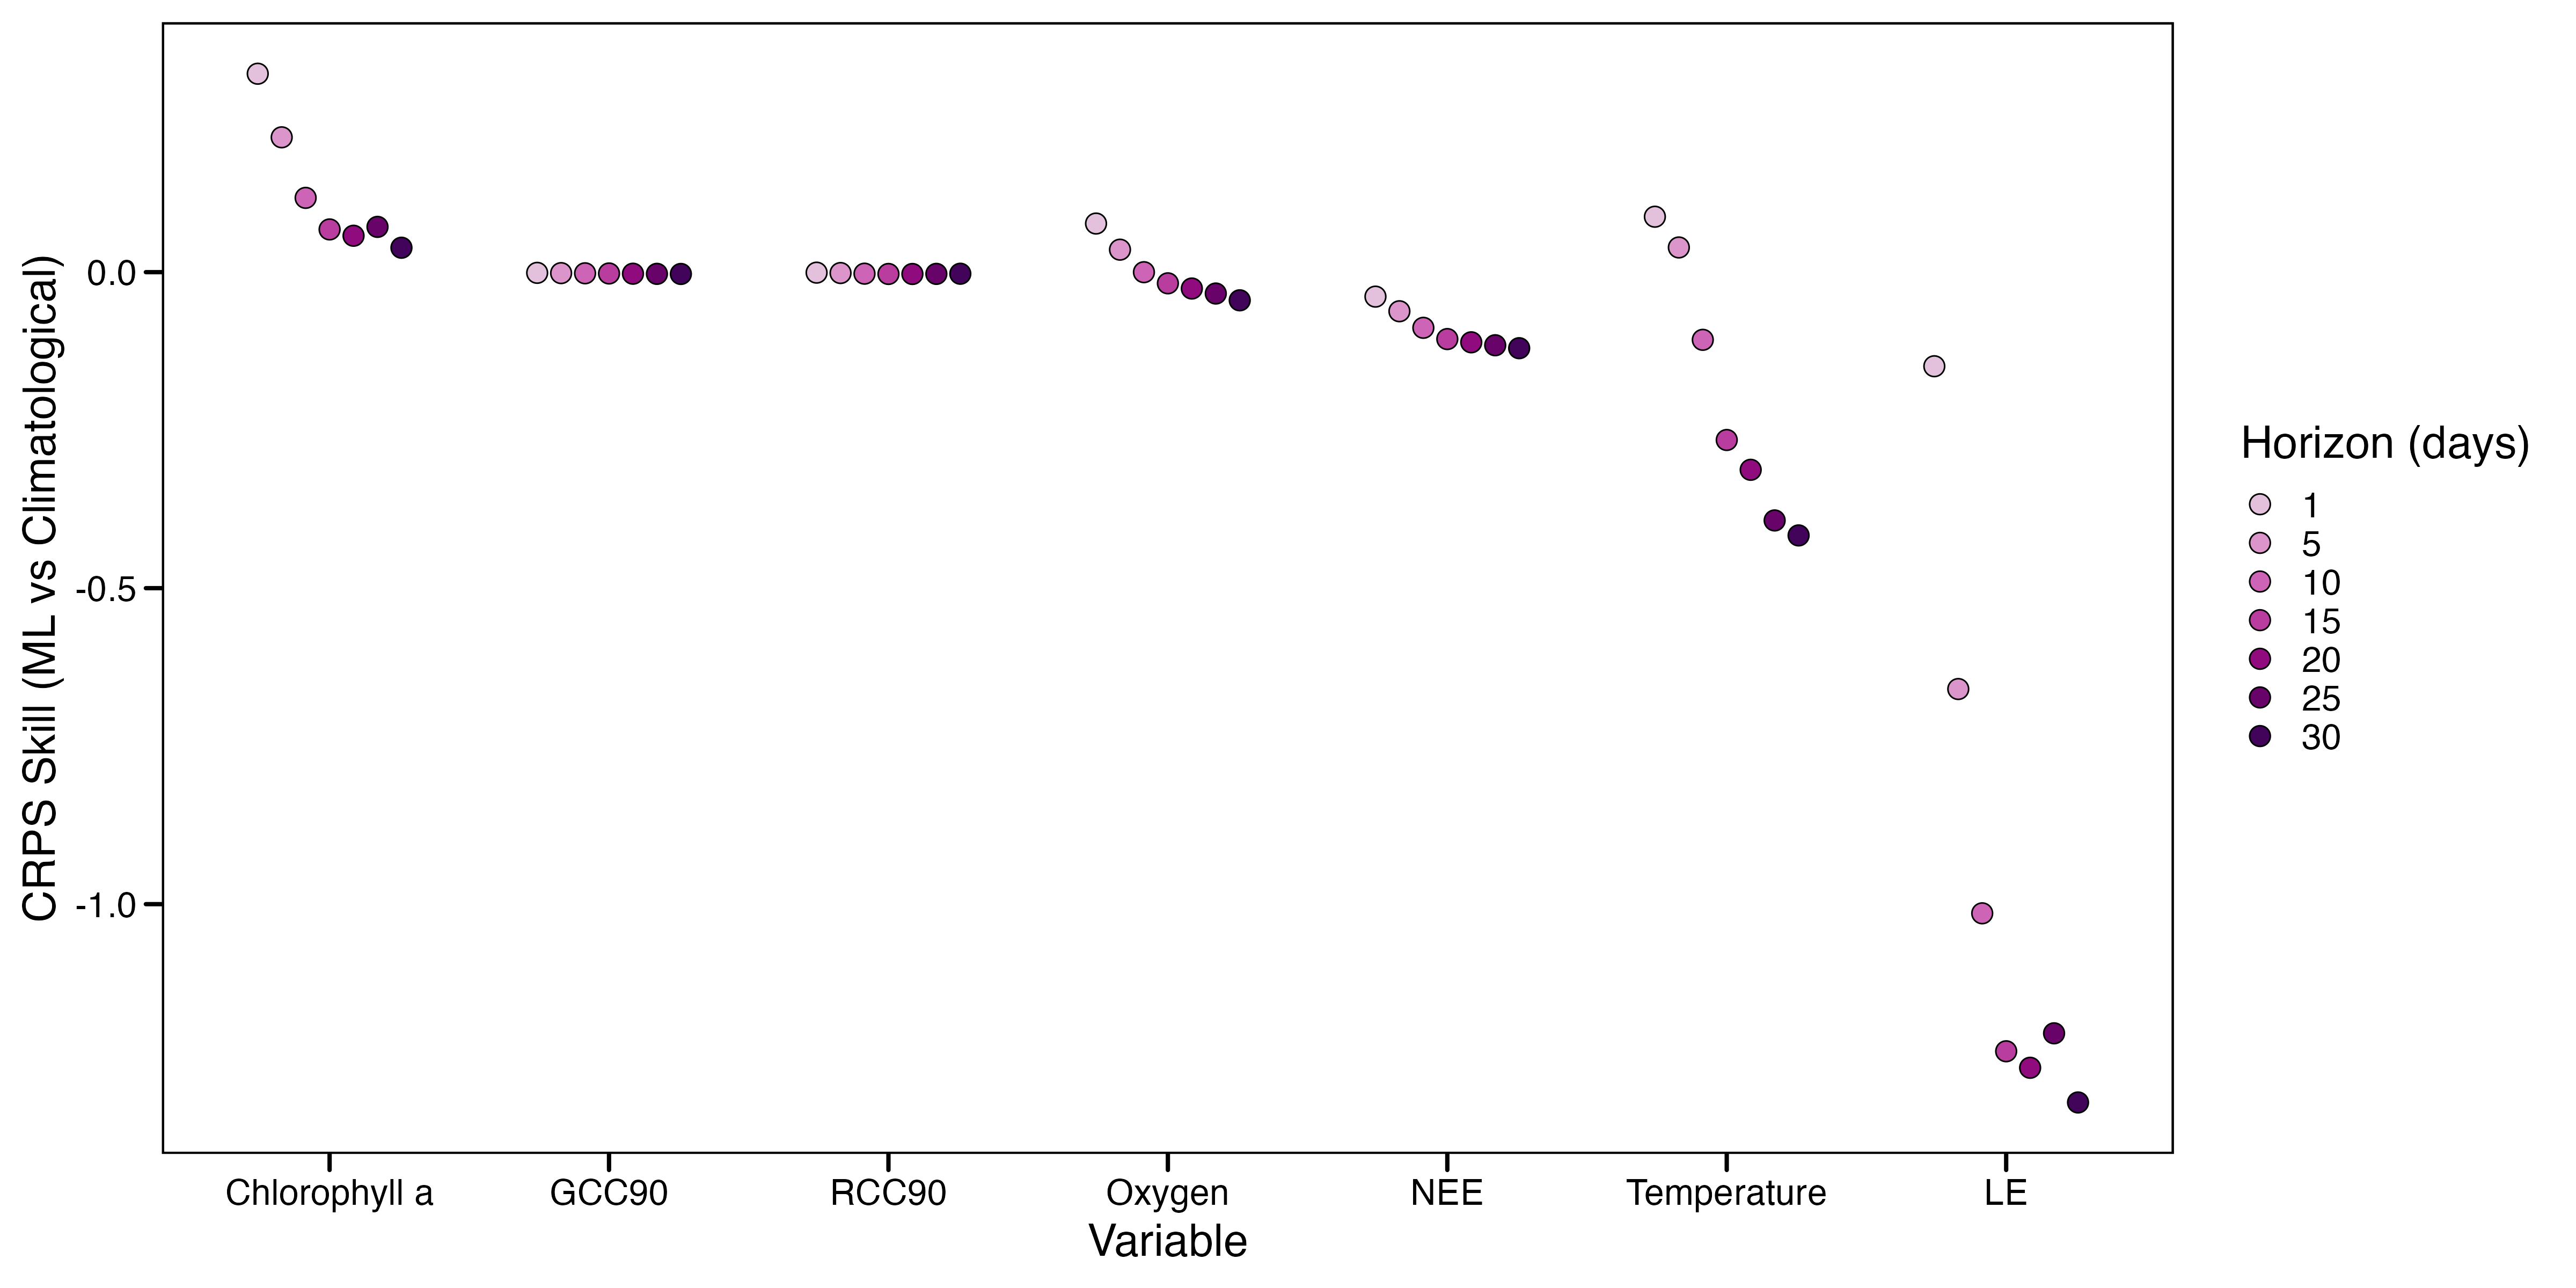 CRPS Skill (ML vs Climatological)
0.0
-0.5
-1.0
Chlorophyll a
GCC90
RCC90
Oxygen
NEE
Temperature
LE
Variable
Horizon (days)
1
5
10
15
20
25
30